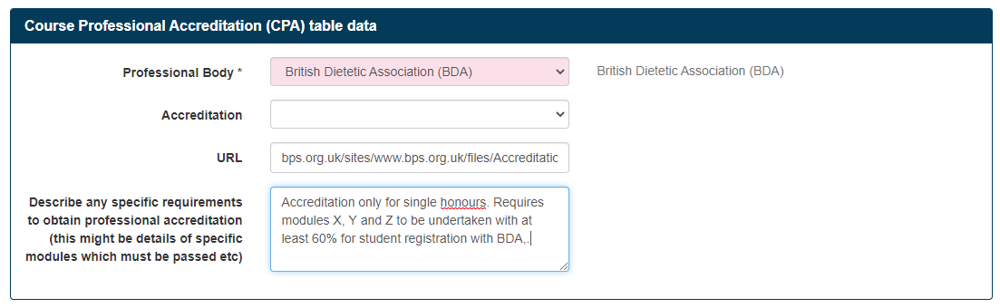 Course Professional Accreditation (CPA) table data
Professional Body *
British Dietetic Association (BDA)
British Dietetic Association (BDA)
Accreditation
URL
bps.org.uk/sites/www.bps.org.uk/files/Accreditatic
Describe any specific requirements
to obtain professional accreditation
(this might be details of specific
modules which must be passed etc)
Accreditation only for single honours. Requires
modules X, Y and Z to be undertaken with at
least 60% for student registration with BDA,.